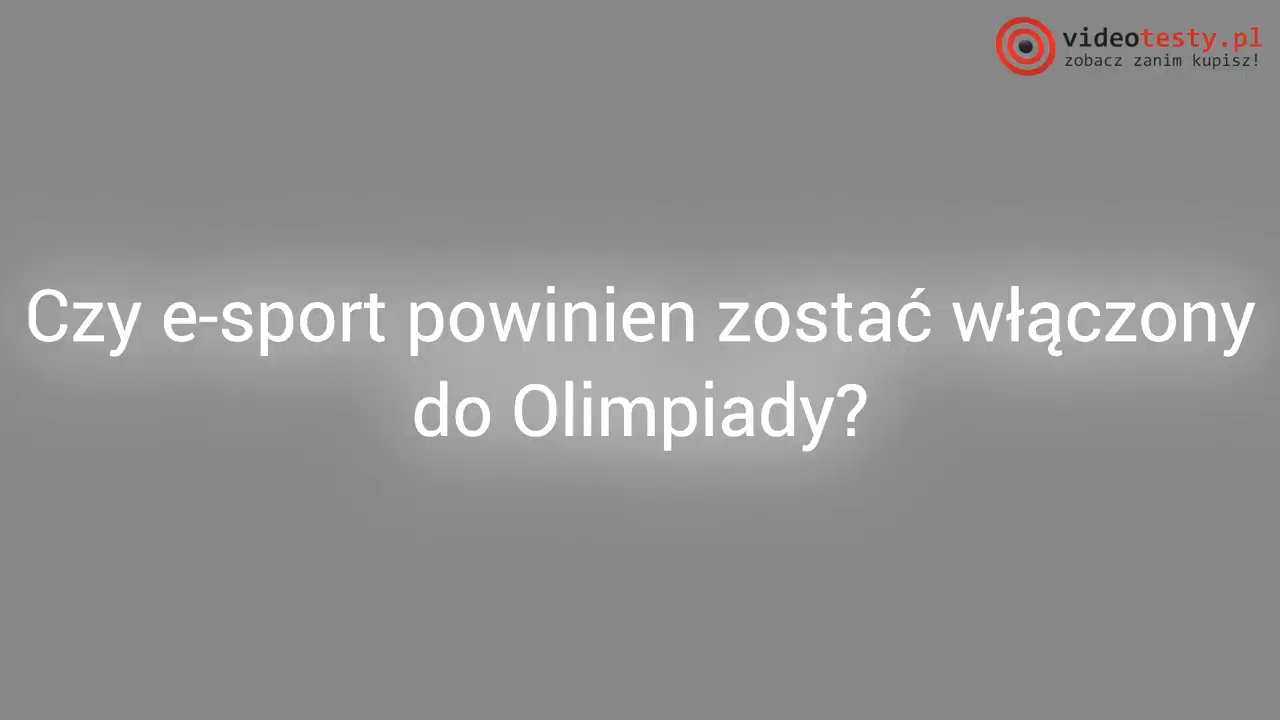 videotesty.pl
zobacz zanim kupisz!
Czy e-sport powinien zostać włączony
do Olimpiady?